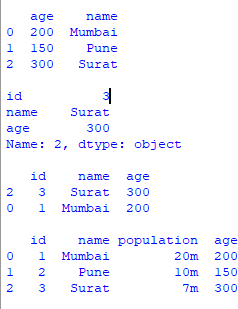 age name
0 200 Mumbai
1 150 Pune
2 300 Surat
id 3
name Surat
age 300
Name: 2, dtype: object
id name age
2 3 Surat 300
0 1 Mumbai 200
id name population age
0 1 Mumbai 20m 200
1 2 Pune 10m 150
2 3 Surat 7m 300